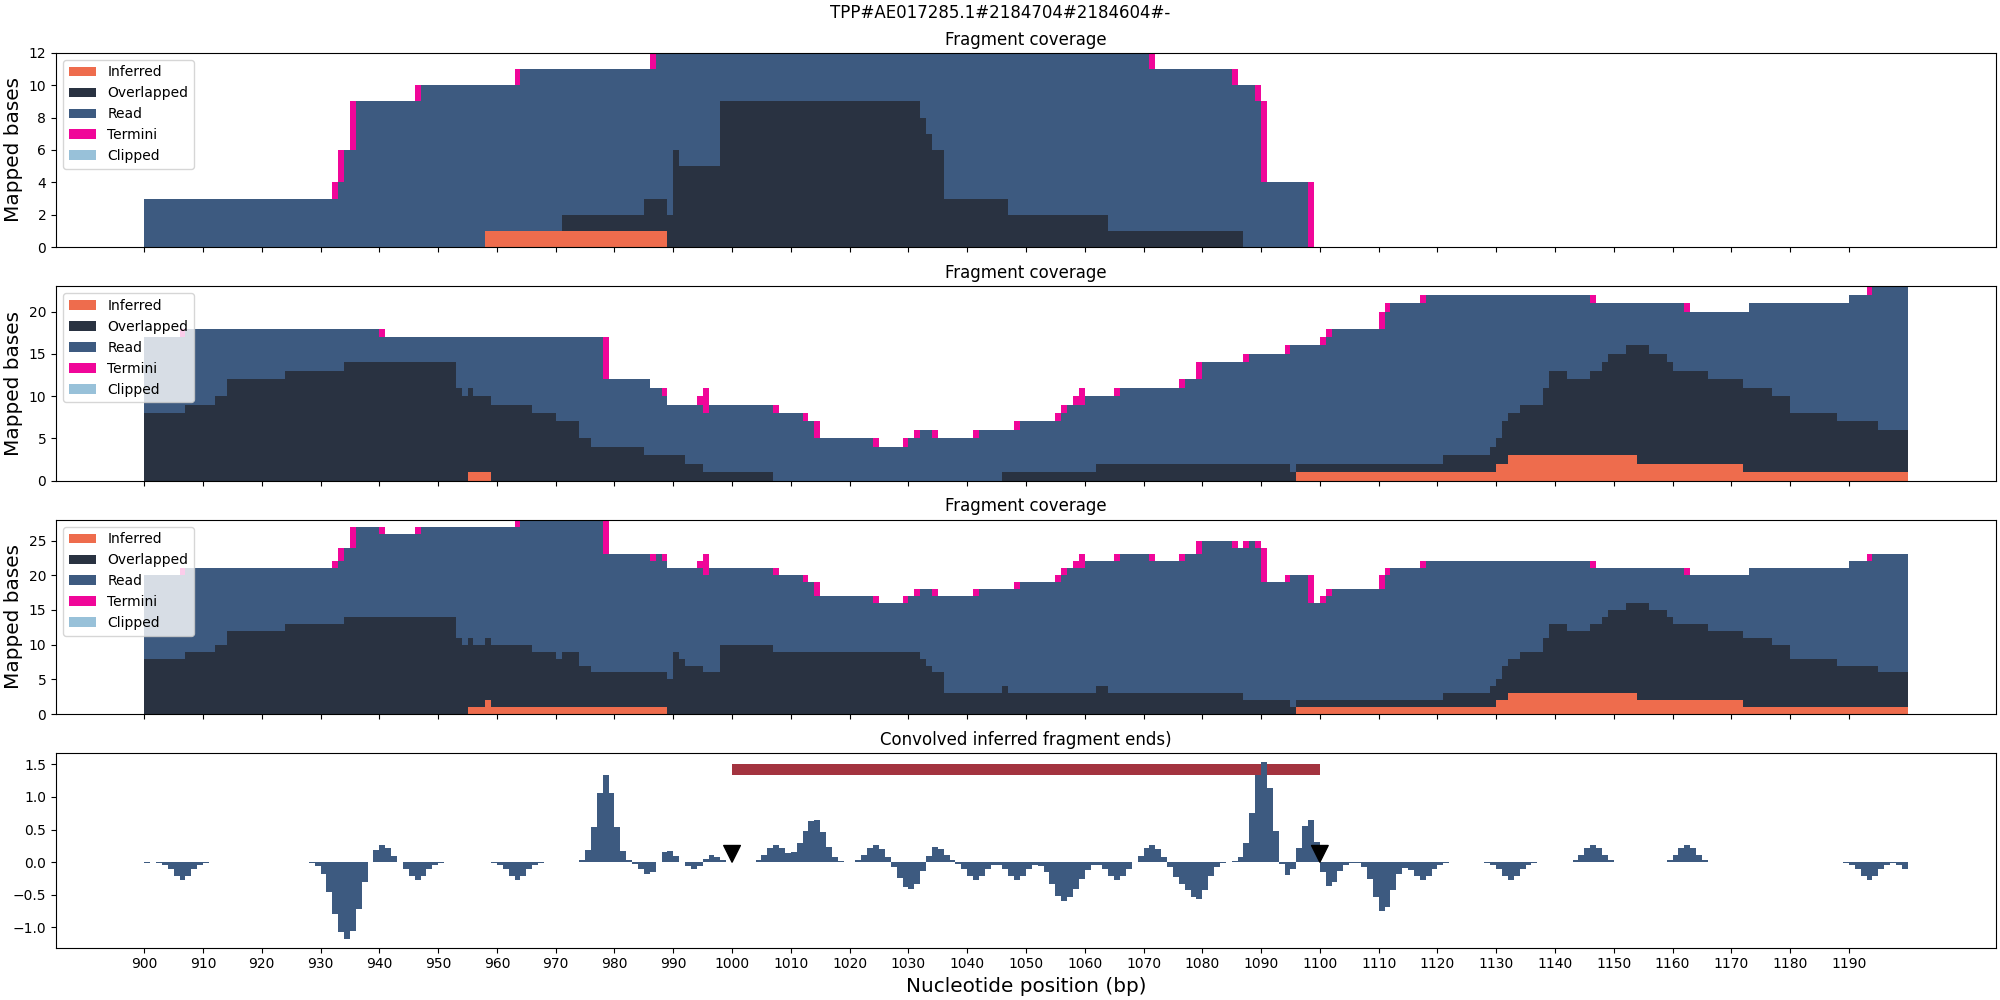 TPP#AE017285.1#2184704#2184604#-
Fragment coverage
Mapped bases
12
10
8
6
4
2
0
Inferred
Overlapped
Read
Termini
Clipped
Fragment coverage
Mapped bases
20
15
10
5
0
Inferred
Overlapped
Read
Termini
Clipped
Fragment coverage
Mapped bases
25
20
15
10
5
0
Inferred
Overlapped
Read
Termini
Clipped
Convolved inferred fragment ends)
1.5
1.0
0.5
0.0
−0.5
−1.0
900 910 920 930 940 950 960 970 980 990 1000 1010 1020 1030 1040 1050 1060 1070 1080 1090 1100 1110 1120 1130 1140 1150 1160 1170 1180 1190
Nucleotide position (bp)